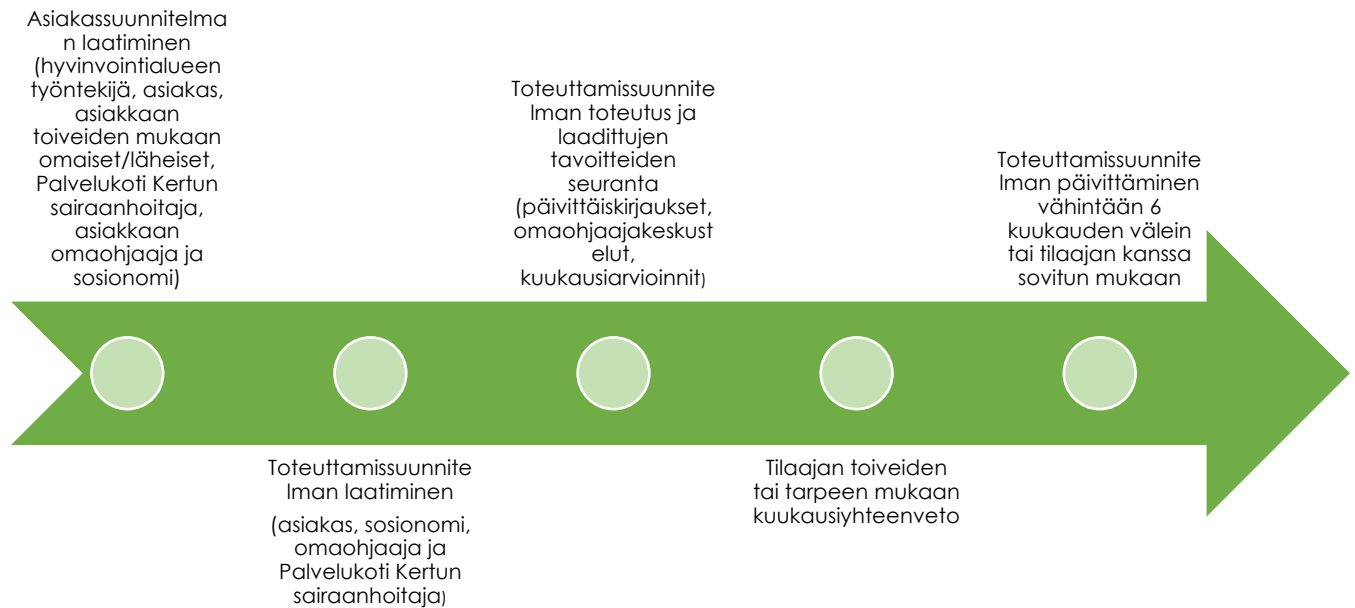 Asiakassuunnitelma
n laatiminen
(hyvinvointialueen
työntekijä, asiakas,
asiakkaan
toiveiden mukaan
omaiset/läheiset,
Palvelukoti Kertun
sairaanhoitaja,
asiakkaan
omaohjaaja ja
sosionomi)
Toteuttamissuunnite
lman laatiminen
(asiakas, sosionomi,
omaohjaaja ja
Palvelukoti Kertun
sairaanhoitaja)
Toteuttamissuunnite
lman toteutus ja
laadittujen
tavoitteiden
seuranta
(päivittäiskirjaukset,
omaohjaajakeskust
elut,
kuukausiarvioinnit)
Tilaajan toiveiden
tai tarpeen mukaan
kuukausiyhteenveto
Toteuttamissuunnite
lman päivittäminen
vähintään 6
kuukauden välein
tai tilaajan kanssa
sovitun mukaan